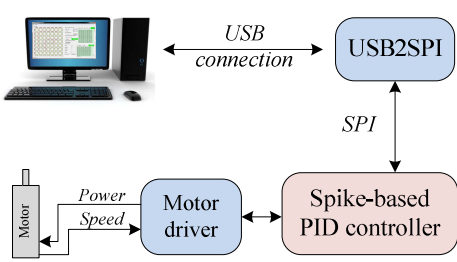 USB
connection
USB2SPI
SPI
Motor
Power
Speed
Motor
driver
Spike-based
PID controller